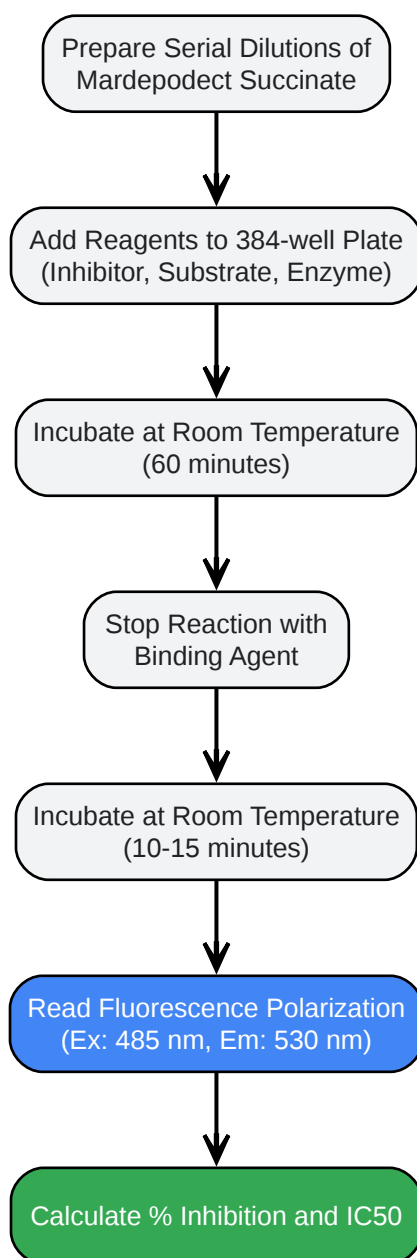 Prepare Serial Dilutions of
Mardepodect Succinate
Add Reagents to 384-well Plate
(Inhibitor, Substrate, Enzyme)
Incubate at Room Temperature
(60 minutes)
Stop Reaction with
Binding Agent
Incubate at Room Temperature
(10-15 minutes)
Read Fluorescence Polarization
(Ex: 485 nm, Em: 530 nm)
Calculate % Inhibition and IC50